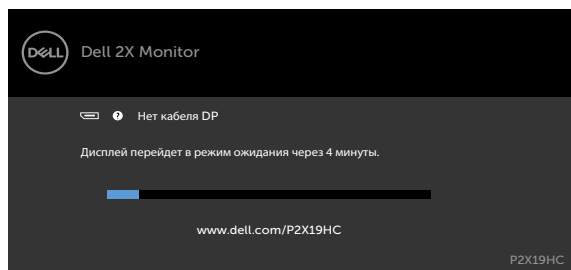 DELL
Dell 2X Monitor
? Нет кабеля DP
Дисплей перейдет в режим ожидания через 4 минуты.
www.dell.com/P2X19HC
P2X19HC